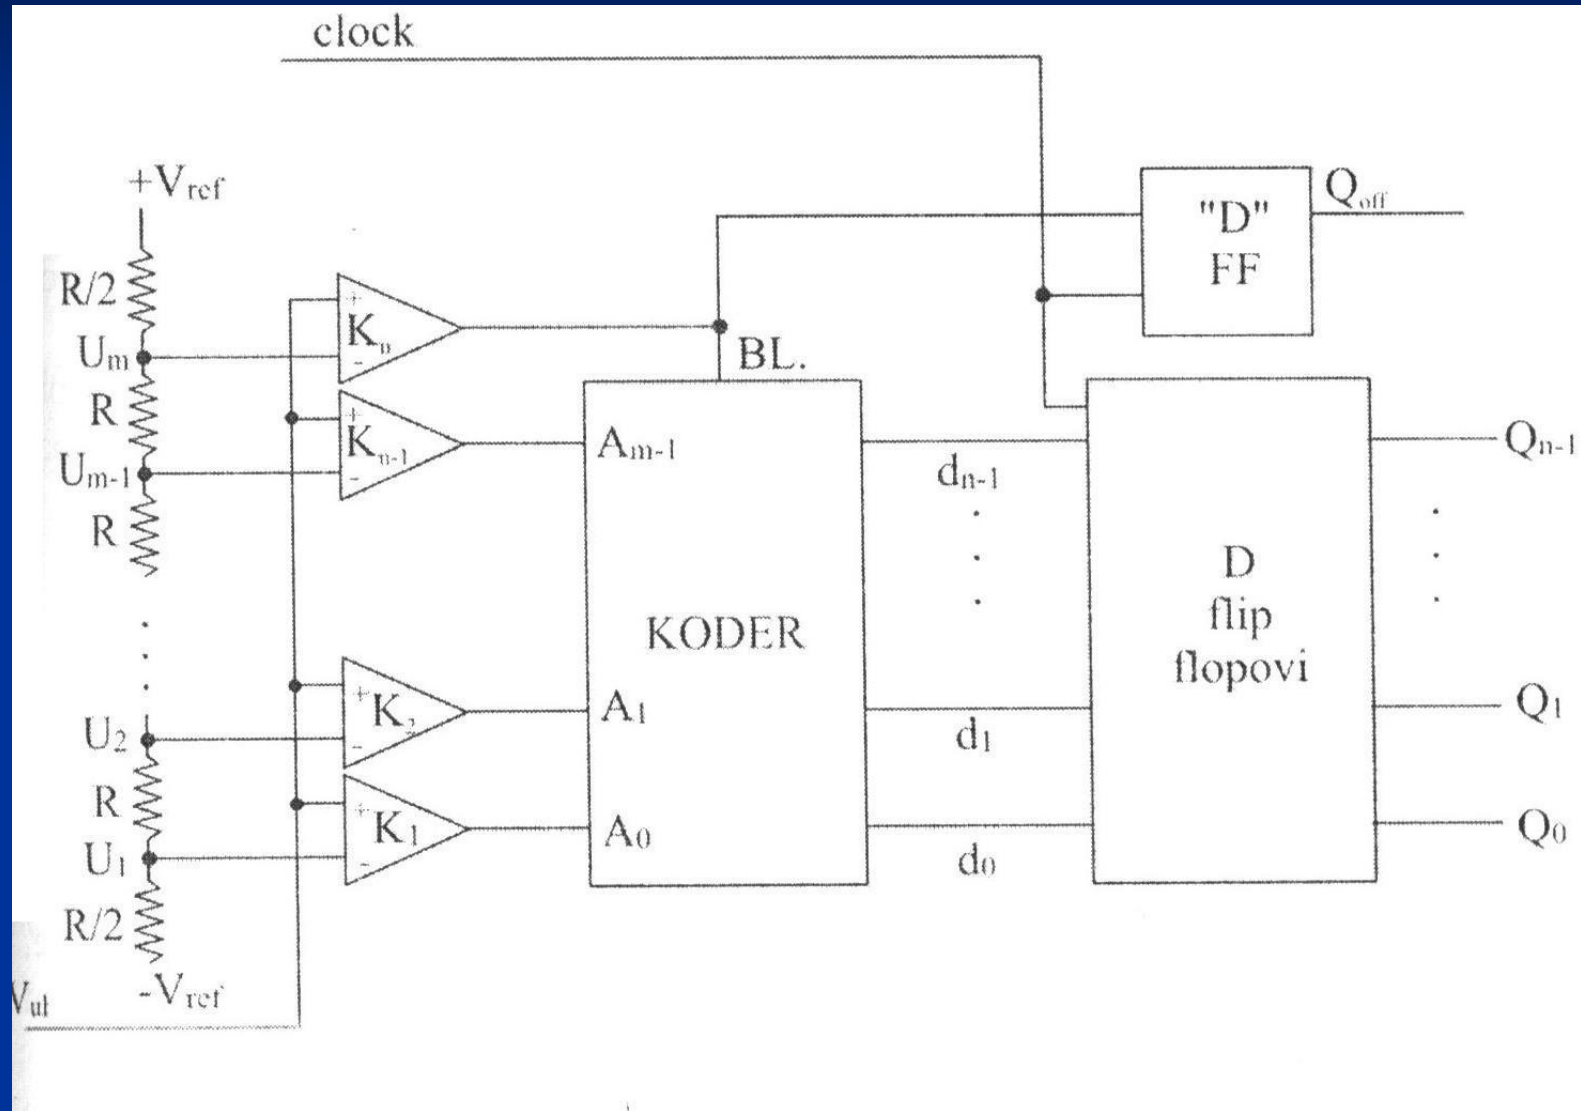 clock
+Vref
R/2
Um
R
Um-1
R
U2
R
U1
R/2
-Vref
Vul
+
Kn
-
+
Kn-1
-
+
K2
-
+
K1
-
BL.
Am-1
KODER
A1
A0
dn-1
d1
d0
"D"
FF
Qoff
D
flip
flopovi
Qn-1
Q1
Q0